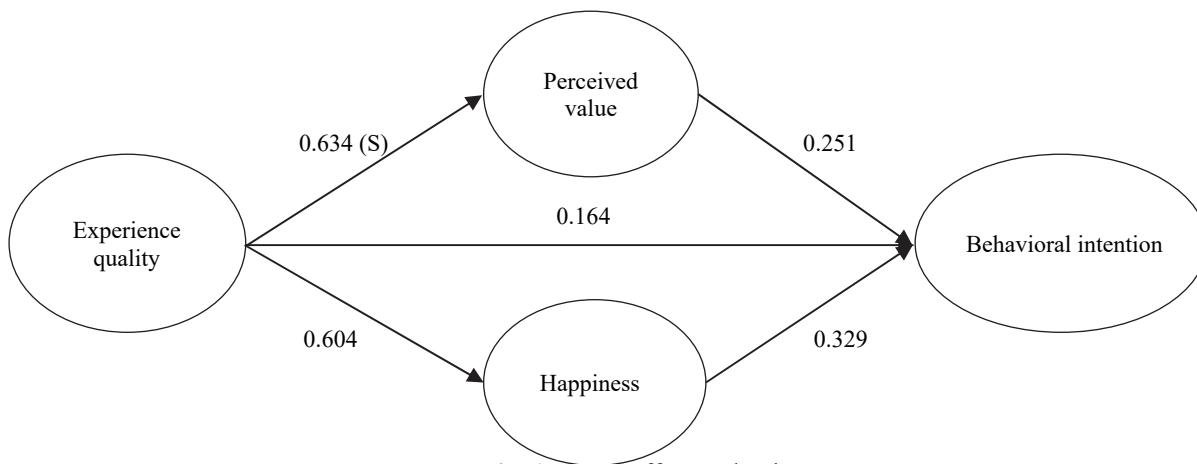 Perceived
value
0.634 (S)
0.251
0.164
Experience
quality
Behavioral intention
0.604
0.329
Happiness